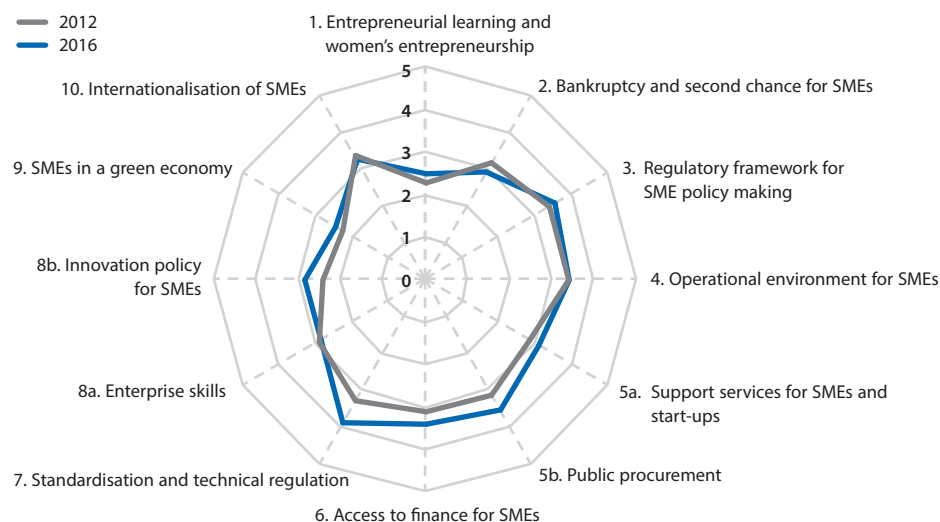 2012
2016
1. Entrepreneurial learning and
women’s entrepreneurship
2. Bankruptcy and second chance for SMEs
3. Regulatory framework for
SME policy making
4. Operational environment for SMEs
5a. Support services for SMEs and
start-ups
5b. Public procurement
6. Access to finance for SMEs
7. Standardisation and technical regulation
8a. Enterprise skills
8b. Innovation policy
for SMEs
9. SMEs in a green economy
10. Internationalisation of SMEs
5
4
3
2
1
0